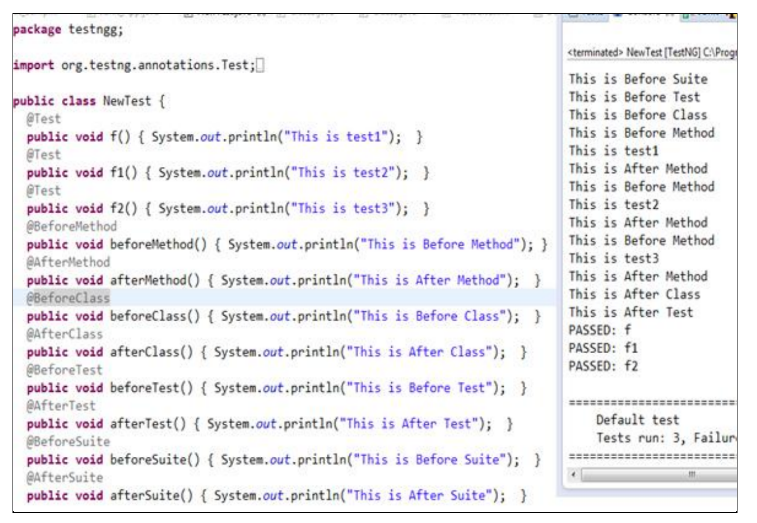 package testngg;
import org.testng.annotations.Test;
public class NewTest {
@Test
public void f() { System.out.println("This is test1"); }
@Test
public void f1() { System.out.println("This is test2"); }
@Test
public void f2() { System.out.println("This is test3"); }
@BeforeMethod
public void beforeMethod() { System.out.println("This is Before Method"); }
@AfterMethod
public void afterMethod() { System.out.println("This is After Method"); }
@BeforeClass
public void beforeClass() { System.out.println("This is Before Class"); }
@AfterClass
public void afterClass() { System.out.println("This is After Class"); }
@BeforeTest
public void beforeTest() { System.out.println("This is Before Test"); }
@AfterTest
public void afterTest() { System.out.println("This is After Test"); }
@BeforeSuite
public void beforeSuite() { System.out.println("This is Before Suite"); }
@AfterSuite
public void afterSuite() { System.out.println("This is After Suite"); }
<terminated> NewTest [TestNG] C:\Progr
This is Before Suite
This is Before Test
This is Before Class
This is Before Method
This is test1
This is After Method
This is Before Method
This is test2
This is After Method
This is Before Method
This is test3
This is After Method
This is After Class
This is After Test
PASSED: f
PASSED: f1
PASSED: f2
===========================
Default test
Tests run: 3, Failur
===========================